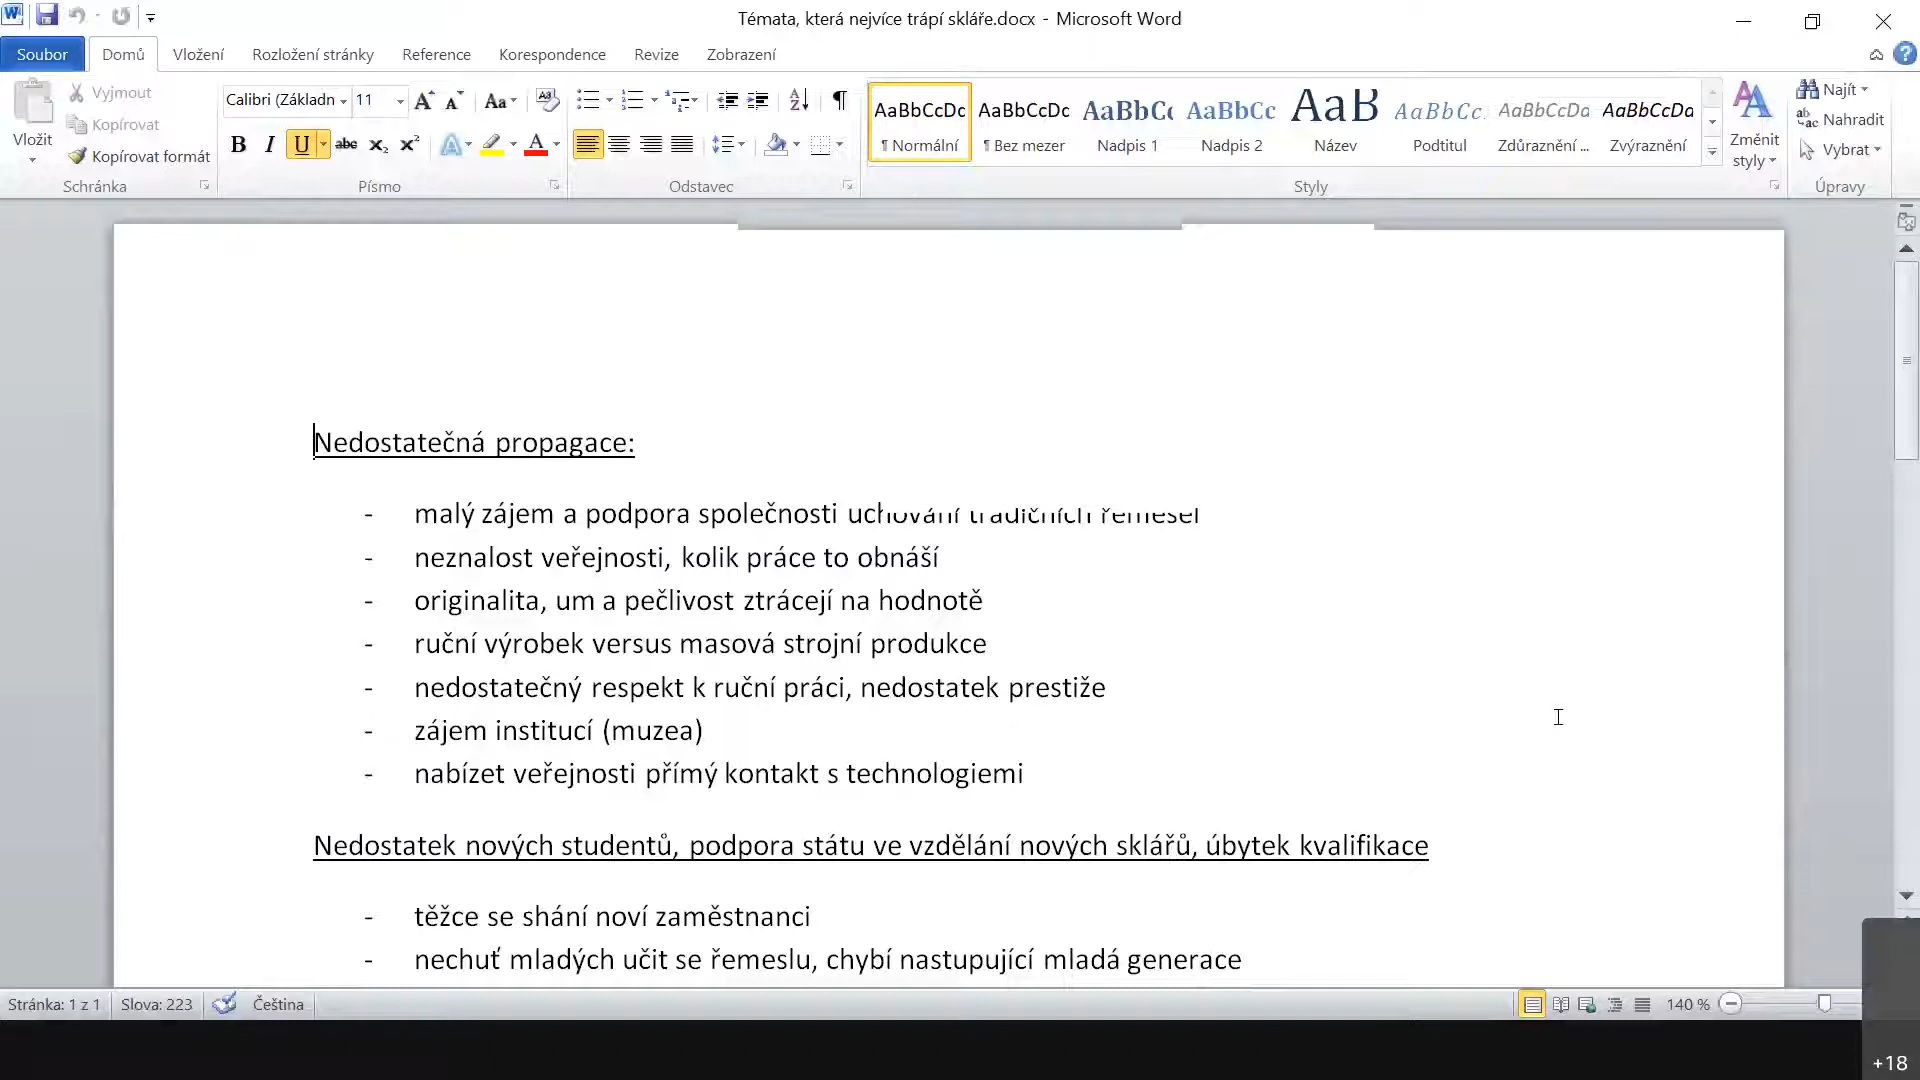 Témata, která nejvíce trápí skláře.docx - Microsoft Word
Soubor Domů Vložení Rozložení stránky Reference Korespondence Revize Zobrazení
Vložit
Vyjmout
Kopírovat
Kopírovat formát
Schránka
Calibri (Základn 11
Písmo
Odstavec
AaBbCcDc AaBbCcDc AaBbCc AaBbCc AaB AaBbCc. AaBbCcDa AaBbCcDa
¶ Normální ¶ Bez mezer Nadpis 1 Nadpis 2 Název Podtitul Zdůraznění ... Zvýraznění
Změnit styly
Styly
Najít
Nahradit
Vybrat
Úpravy
Nedostatečná propagace:
- malý zájem a podpora společnosti uchování tradičních řemesel
- neznalost veřejnosti, kolik práce to obnáší
- originalita, um a pečlivost ztrácejí na hodnotě
- ruční výrobek versus masová strojní produkce
- nedostatečný respekt k ruční práci, nedostatek prestiže
- zájem institucí (muzea)
- nabízet veřejnosti přímý kontakt s technologiemi
Nedostatek nových studentů, podpora státu ve vzdělání nových sklářů, úbytek kvalifikace
- těžce se shání noví zaměstnanci
- nechuť mladých učit se řemeslu, chybí nastupující mladá generace
Stránka: 1 z 1 Slova: 223 Čeština 140 %
+18